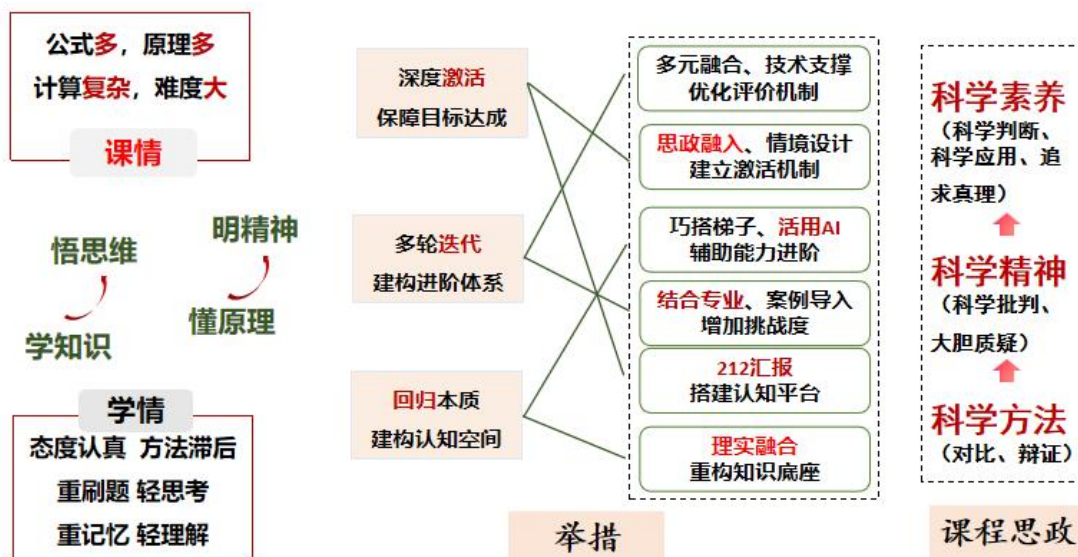 公式多，原理多
计算复杂，难度大
课情
明精神
悟思维
懂原理
学知识
学情
态度认真 方法滞后
重刷题 轻思考
重记忆 轻理解
深度激活
保障目标达成
多轮迭代
建构进阶体系
回归本质
建构认知空间
多元融合、技术支撑
优化评价机制
思政融入、情境设计
建立激活机制
巧搭梯子、活用AI
辅助能力进阶
结合专业、案例导入
增加挑战度
212汇报
搭建认知平台
理实融合
重构知识底座
举措
科学素养
（科学判断、
科学应用、追
求真理）
科学精神
（科学批判、
大胆质疑）
科学方法
（对比、辩证）
课程思政